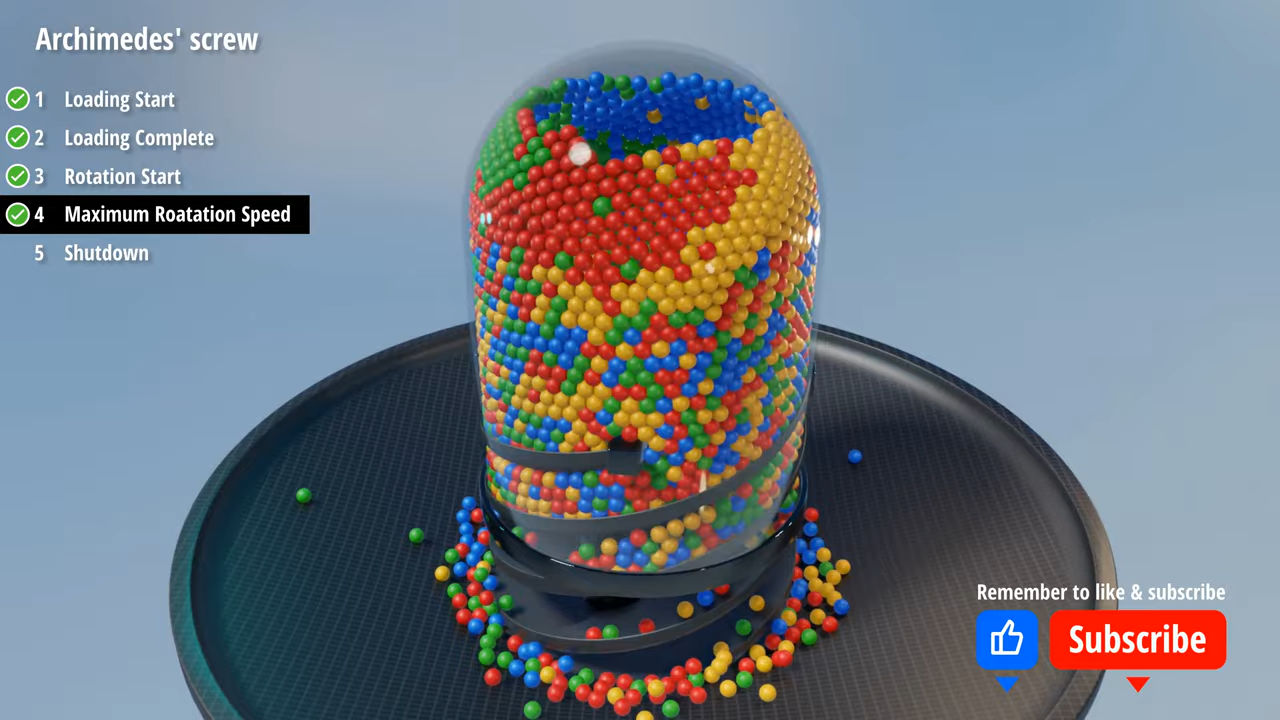 Archimedes' screw
1 Loading Start
2 Loading Complete
3 Rotation Start
4 Maximum Roatation Speed
5 Shutdown
Remember to like & subscribe
Subscribe